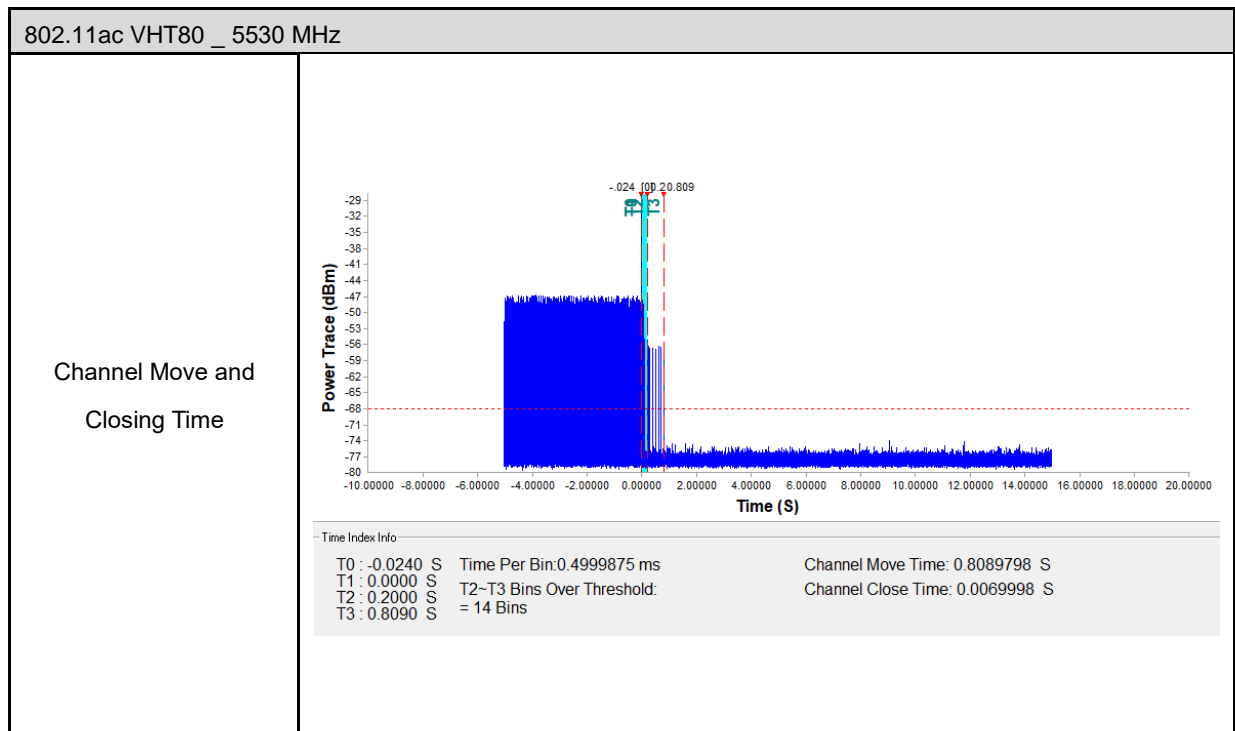 802.11ac VHT80 _ 5530 MHz
Channel Move and
Closing Time
-.024 [0].20.809
T2 T3
-29
-32
-35
-38
-41
-44
-47
-50
-53
-56
-59
-62
-65
-68
-71
-74
-77
-80
Power Trace (dBm)
-10.00000 -8.00000 -6.00000 -4.00000 -2.00000 0.00000 2.00000 4.00000 6.00000 8.00000 10.00000 12.00000 14.00000 16.00000 18.00000 20.00000
Time (S)
Time Index Info
T0 : -0.0240 S
T1 : 0.0000 S
T2 : 0.2000 S
T3 : 0.8090 S
Time Per Bin:0.4999875 ms
T2~T3 Bins Over Threshold:
= 14 Bins
Channel Move Time: 0.8089798 S
Channel Close Time: 0.0069998 S